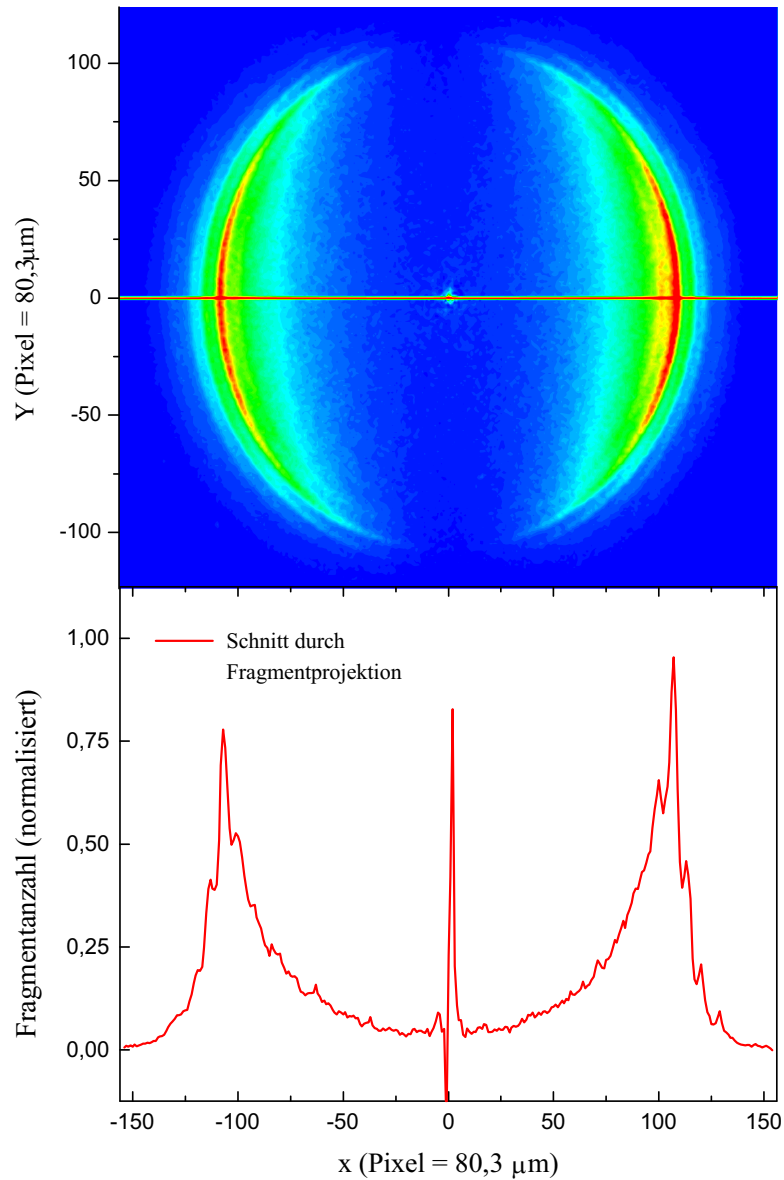 100
50
0
-50
-100
Y (Pixel = 80,3µm)
1,00
0,75
0,50
0,25
0,00
Fragmentanzahl (normalisiert)
Schnitt durch
Fragmentprojektion
-150 -100 -50 0 50 100 150
x (Pixel = 80,3 µm)